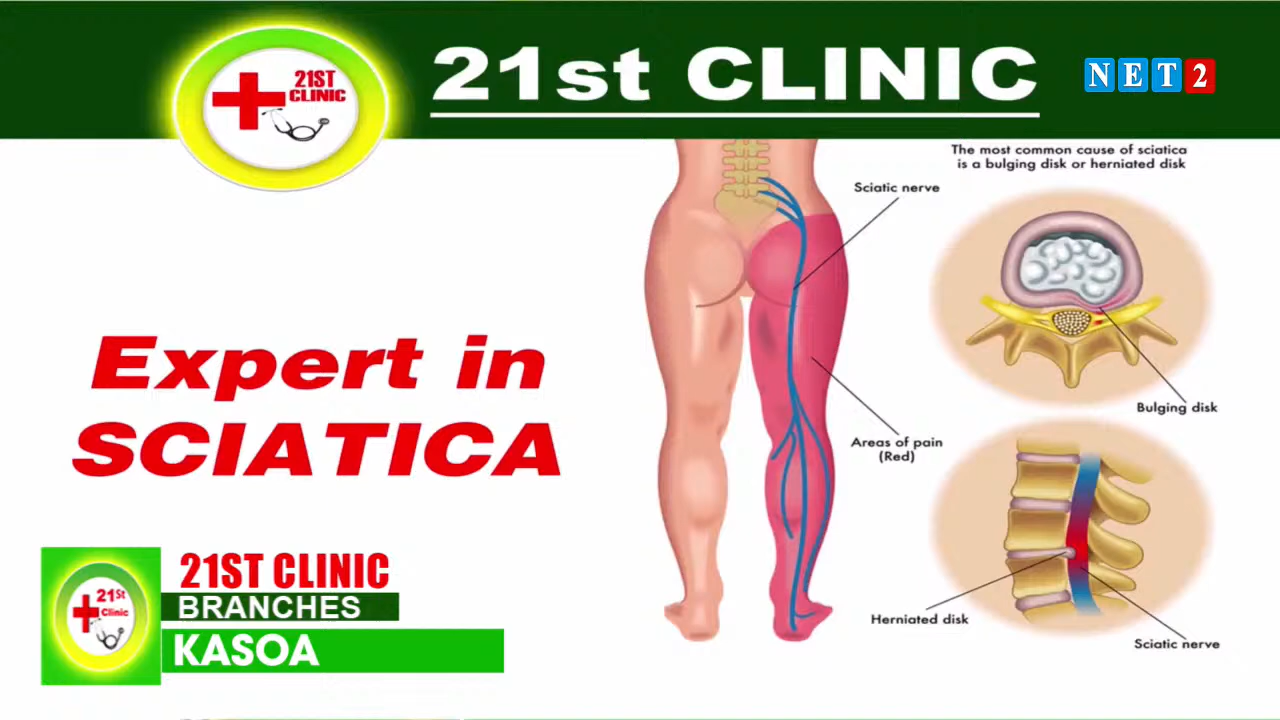 21ST
CLINIC
21st CLINIC
NET2
The most common cause of sciatica
is a bulging disk or herniated disk
Sciatic nerve
Expert in
SCIATICA
Bulging disk
Areas of pain
(Red)
Herniated disk
Sciatic nerve
21St
Clinic
21ST CLINIC
BRANCHES
KASOA